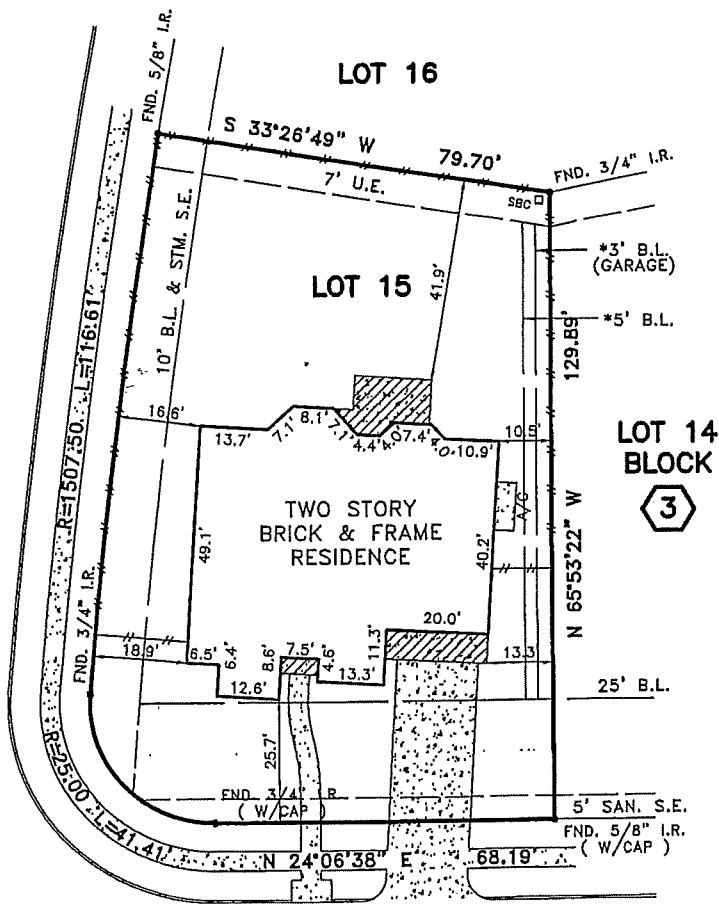 LOT 16
FND. 5/8" I.R.
S 33°26'49" W 79.70'
FND. 3/4" I.R.
7' U.E.
SBC
*3' B.L.
(GARAGE)
10' B.L. & STM. S.E.
LOT 15
41.9'
*5' B.L.
129.89'
R=1507.50 L=116.61'
16.6'
13.7'
7.1'
8.1'
7.1'
4.4'
4.0'
7.4'
4.0'
10.9'
10.5'
LOT 14
BLOCK
3
TWO STORY
BRICK & FRAME
RESIDENCE
A/C
49.1'
40.2'
N 65°53'22" W
FND. 3/4" I.R.
18.9'
6.5'
6.4'
12.6'
8.6'
7.5'
4.6'
13.3'
11.3'
20.0'
13.3'
25' B.L.
25.7'
R=25.00' L=41.41'
FND. 3/4" I.R.
( W/CAP )
5' SAN. S.E.
FND. 5/8" I.R.
( W/CAP )
N 24°06'38" E 68.19'